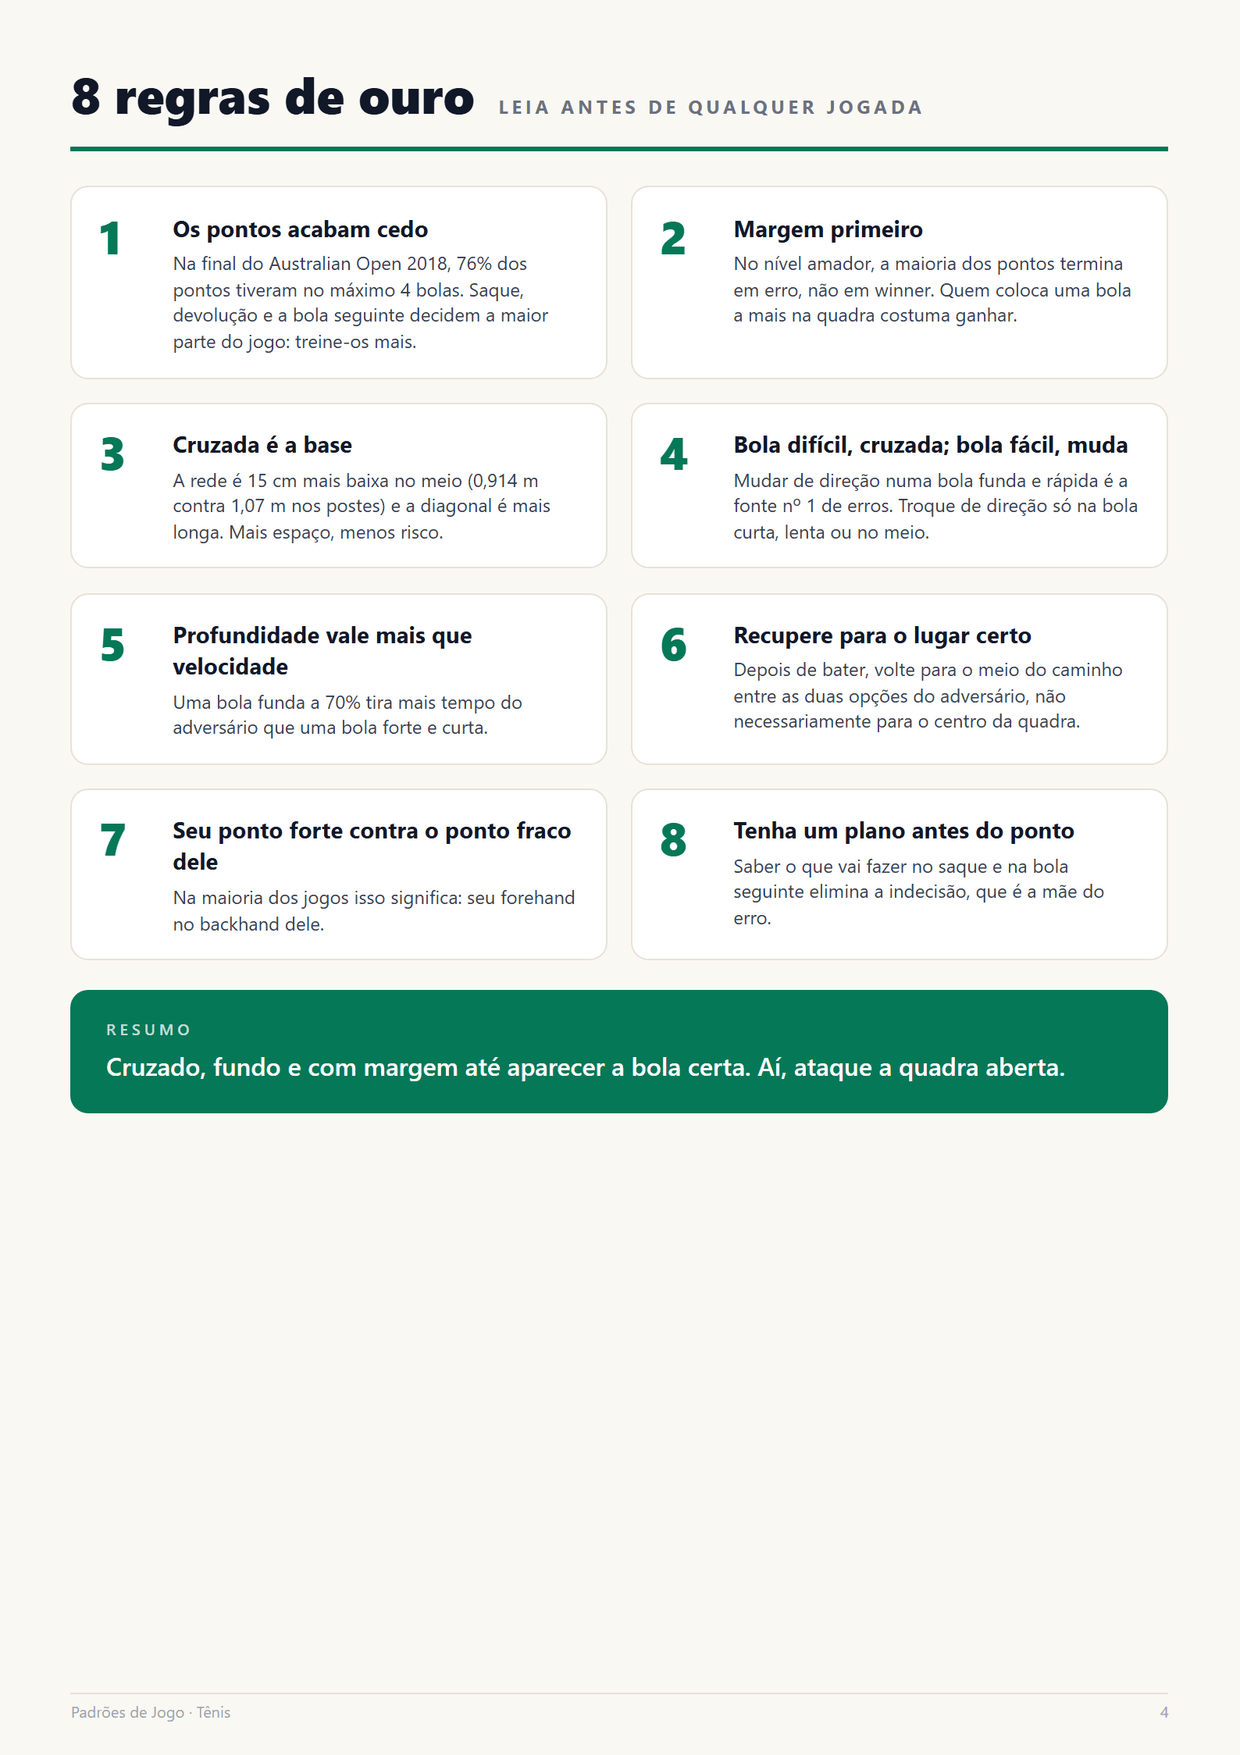 8 regras de ouro LEIA ANTES DE QUALQUER JOGADA
1
Os pontos acabam cedo
Na final do Australian Open 2018, 76% dos
pontos tiveram no máximo 4 bolas. Saque,
devolução e a bola seguinte decidem a maior
parte do jogo: treine-os mais.
2
Margem primeiro
No nível amador, a maioria dos pontos termina
em erro, não em winner. Quem coloca uma bola
a mais na quadra costuma ganhar.
3
Cruzada é a base
A rede é 15 cm mais baixa no meio (0,914 m
contra 1,07 m nos postes) e a diagonal é mais
longa. Mais espaço, menos risco.
4
Bola difícil, cruzada; bola fácil, muda
Mudar de direção numa bola funda e rápida é a
fonte nº 1 de erros. Troque de direção só na bola
curta, lenta ou no meio.
5
Profundidade vale mais que
velocidade
Uma bola funda a 70% tira mais tempo do
adversário que uma bola forte e curta.
6
Recupere para o lugar certo
Depois de bater, volte para o meio do caminho
entre as duas opções do adversário, não
necessariamente para o centro da quadra.
7
Seu ponto forte contra o ponto fraco
dele
Na maioria dos jogos isso significa: seu forehand
no backhand dele.
8
Tenha um plano antes do ponto
Saber o que vai fazer no saque e na bola
seguinte elimina a indecisão, que é a mãe do
erro.
RESUMO
Cruzado, fundo e com margem até aparecer a bola certa. Aí, ataque a quadra aberta.
Padrões de Jogo · Tênis
4